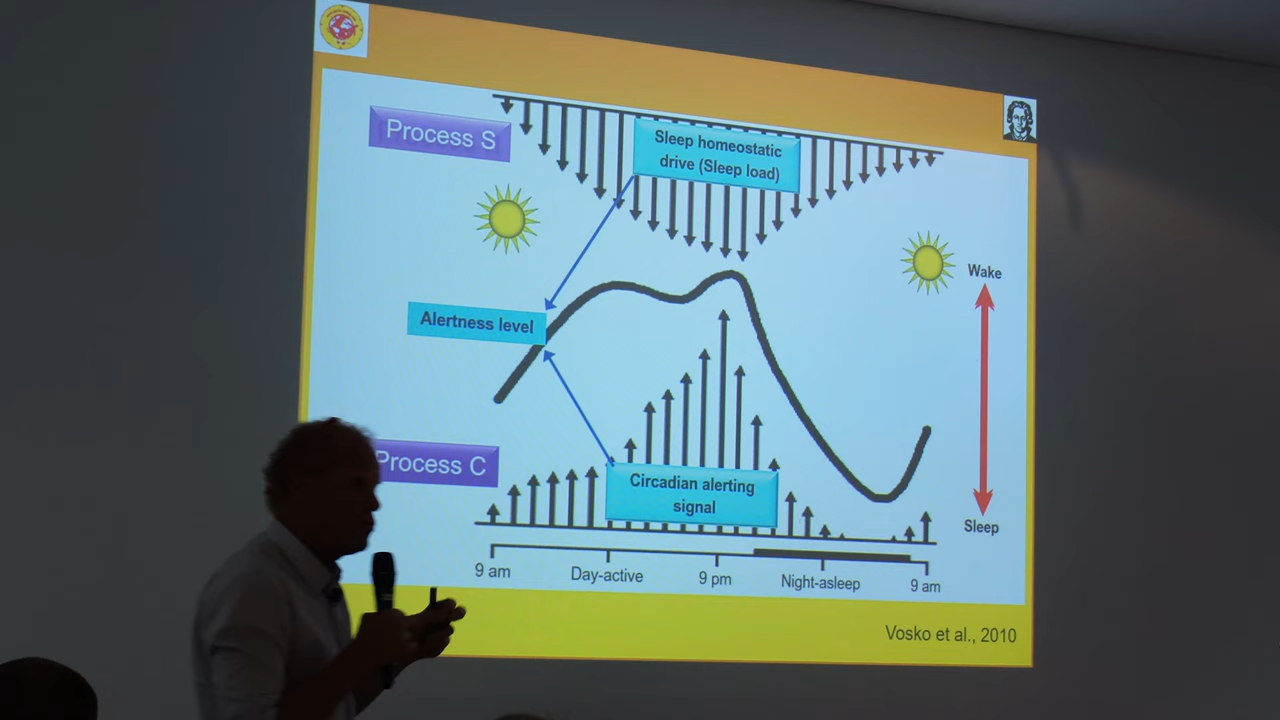 Process S
Sleep homeostatic
drive (Sleep load)
Wake
Alertness level
Process C
Circadian alerting
signal
Sleep
9 am
Day-active
9 pm
Night-asleep
9 am
Vosko et al., 2010